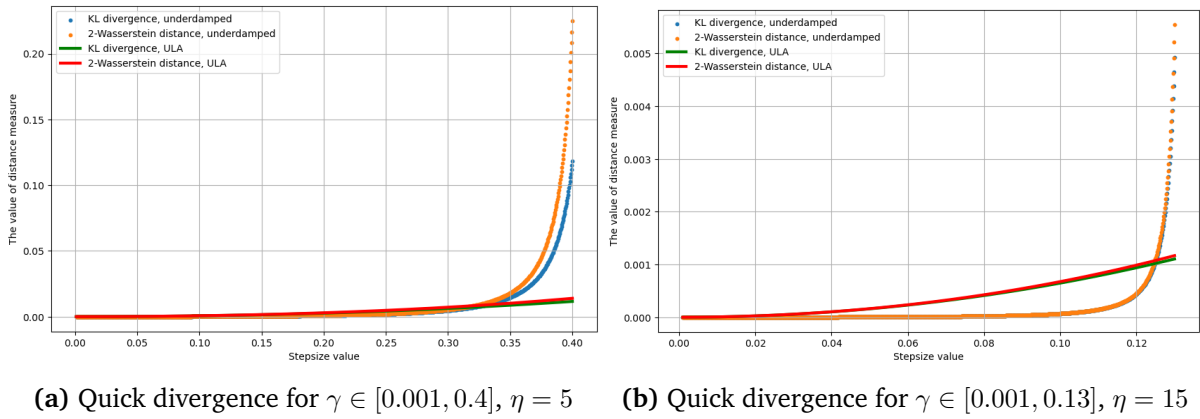 KL divergence, underdamped
2-Wasserstein distance, underdamped
KL divergence, ULA
2-Wasserstein distance, ULA
The value of distance measure
0.20
0.15
0.10
0.05
0.00
0.00 0.05 0.10 0.15 0.20 0.25 0.30 0.35 0.40
Stepsize value
(a) Quick divergence for γ ∈ [0.001, 0.4], η = 5
KL divergence, underdamped
2-Wasserstein distance, underdamped
KL divergence, ULA
2-Wasserstein distance, ULA
The value of distance measure
0.005
0.004
0.003
0.002
0.001
0.000
0.00 0.02 0.04 0.06 0.08 0.10 0.12
Stepsize value
(b) Quick divergence for γ ∈ [0.001, 0.13], η = 15